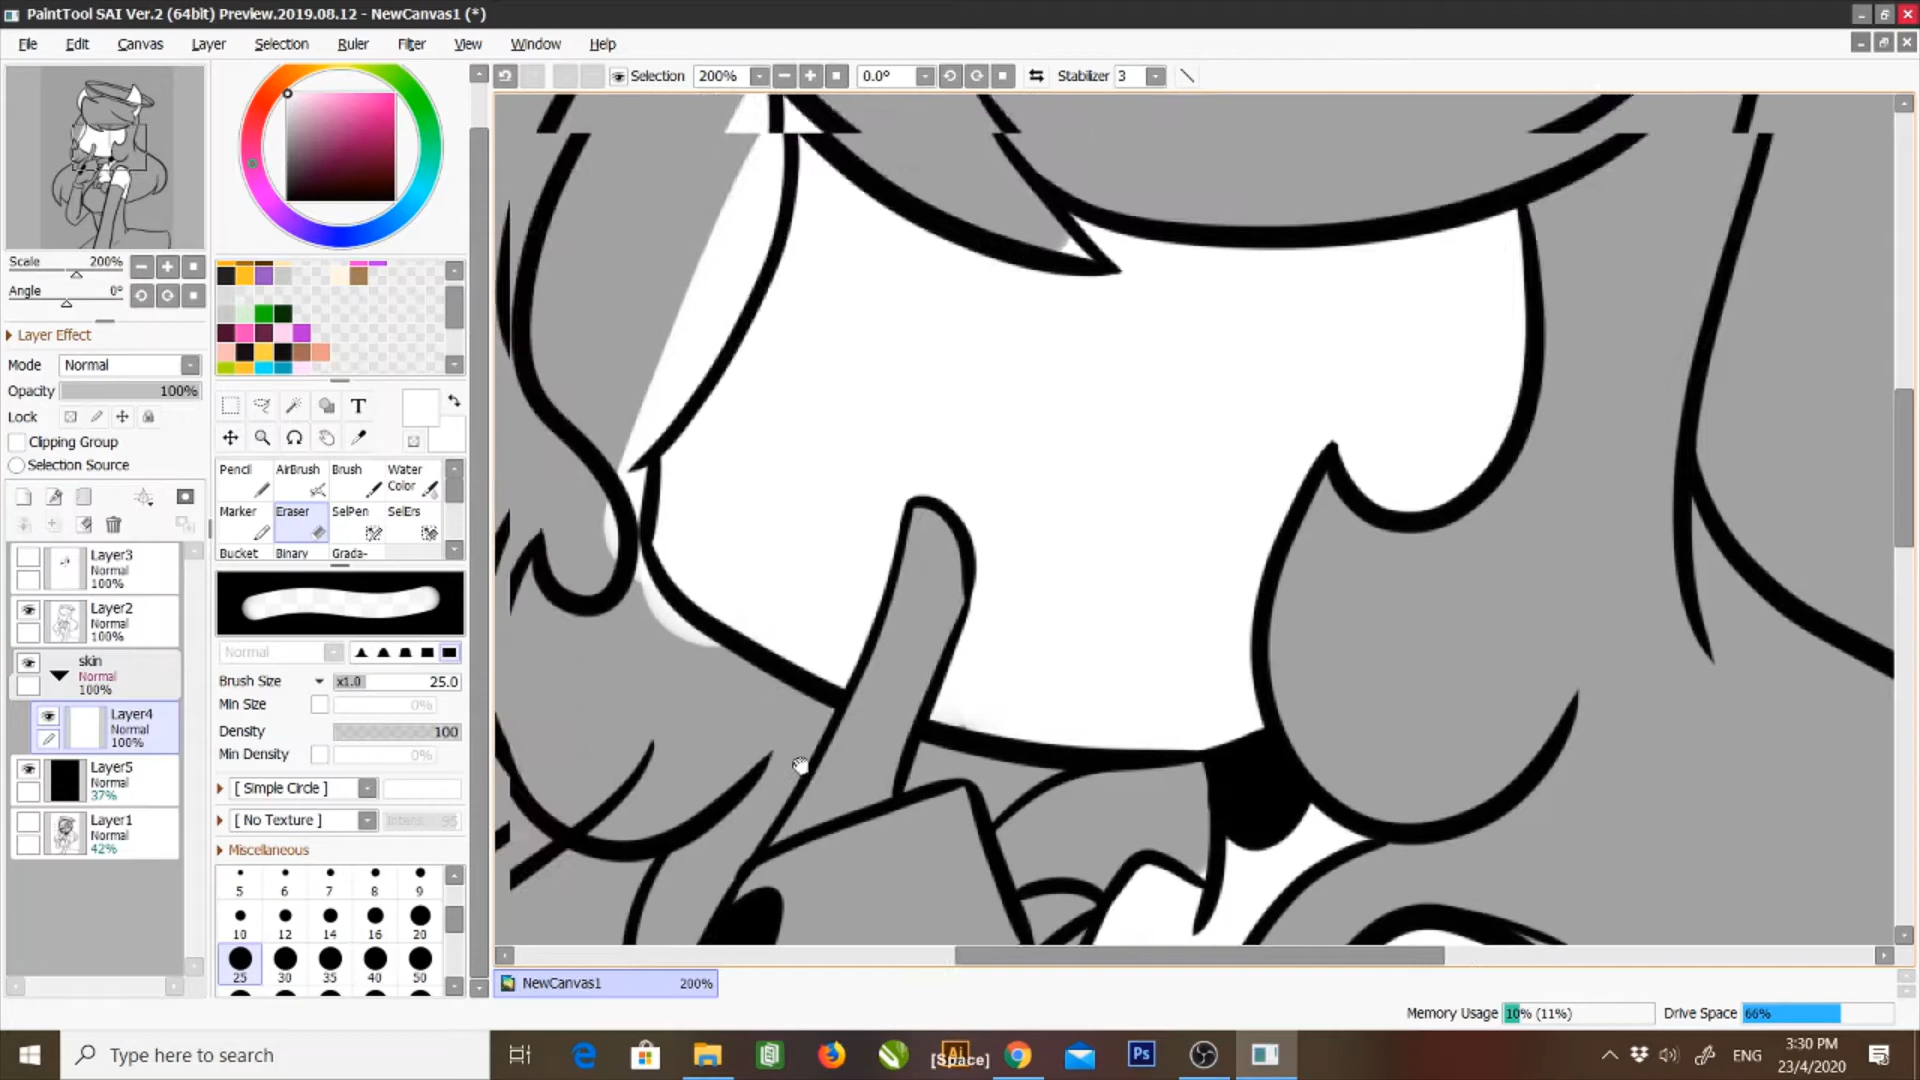 PaintTool SAI Ver.2 (64bit) Preview.2019.08.12 - NewCanvas1 (*)
File Edit Canvas Layer Selection Ruler Filter View Window Help
Selection 200% 0.0° Stabilizer 3
Scale 200%
Angle 0°
Layer Effect
Mode Normal
Opacity 100%
Lock
Clipping Group
Selection Source
Layer3
Normal
100%
Layer2
Normal
100%
skin
Normal
100%
Layer4
Normal
100%
Layer5
Normal
37%
Layer1
Normal
42%
T
Pencil AirBrush Brush Water Color
Marker Eraser SelPen SelErs
Bucket Binary Grada-
Normal
Brush Size x1.0 25.0
Min Size 0%
Density 100
Min Density 0%
[ Simple Circle ]
[ No Texture ] Intens. 95
Miscellaneous
5 6 7 8 9
10 12 14 16 20
25 30 35 40 50
NewCanvas1 200%
Memory Usage 10% (11%) Drive Space 66%
Type here to search
Ai
[Space]
Ps
ENG
3:30 PM
23/4/2020